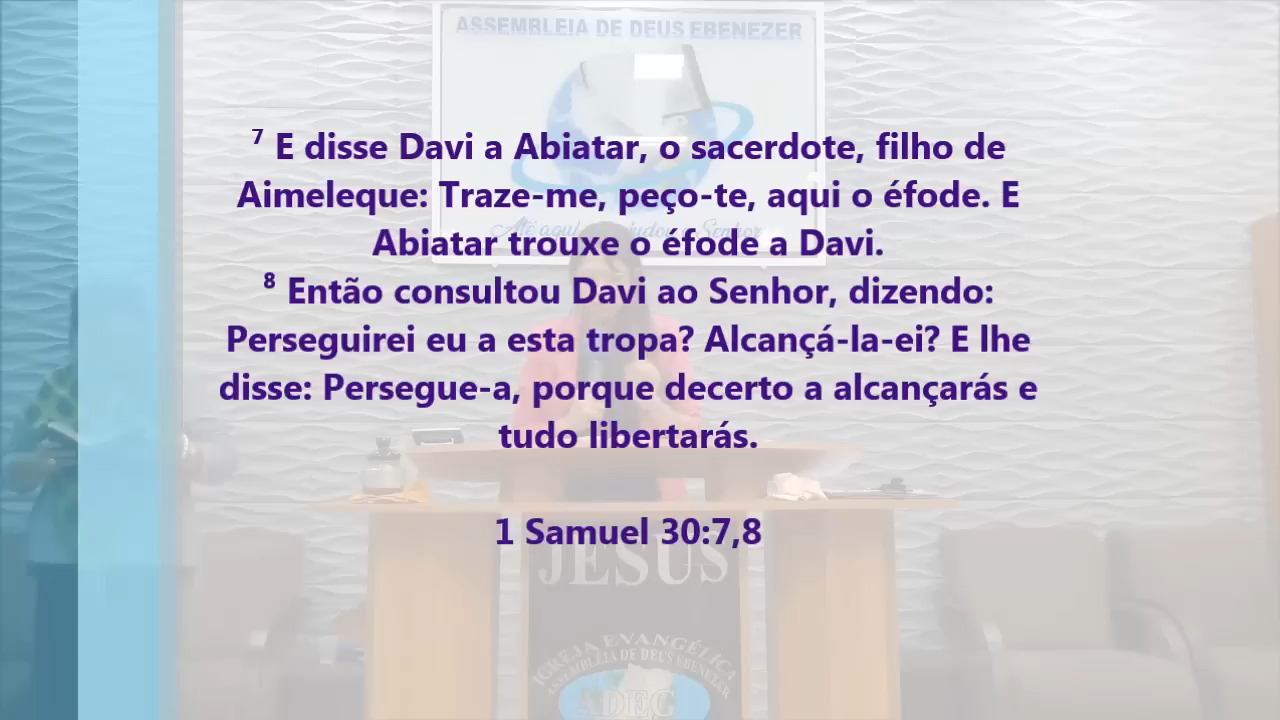 ASSEMBLEIA DE DEUS EBENEZER
⁷ E disse Davi a Abiatar, o sacerdote, filho de
Aimeleque: Traze-me, peço-te, aqui o éfode. E
Abiatar trouxe o éfode a Davi.
⁸ Então consultou Davi ao Senhor, dizendo:
Perseguirei eu a esta tropa? Alcançá-la-ei? E lhe
disse: Persegue-a, porque decerto a alcançarás e
tudo libertarás.
1 Samuel 30:7,8
JESUS
IGREJA EVANGÉLICA
ASSEMBLEIA DE DEUS EBENEZER